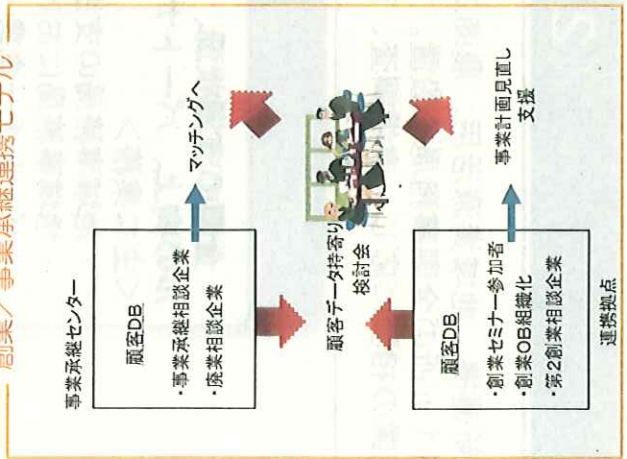 創業／事業承継連携モデル
事業承継センター
顧客DB
・事業承継相談企業
・廃業相談企業
マッチングへ
顧客データ持寄り
検討会
顧客DB
・創業セミナー参加者
・創業OB組織化
・第2創業相談企業
事業計画見直し
支援
連携拠点